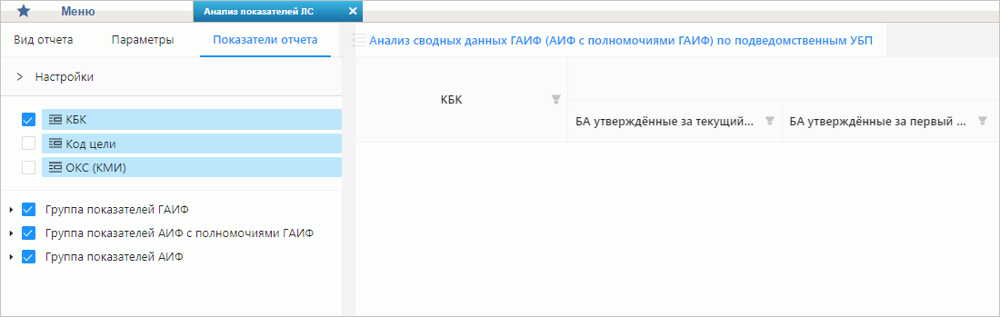 Меню
Анализ показателей ЛС
Вид отчета
Параметры
Показатели отчета
Анализ сводных данных ГАИФ (АИФ с полномочиями ГАИФ) по подведомственным УБП
Настройки
КБК
БА утверждённые за текущий...
БА утверждённые за первый ...
КБК
Код цели
ОКС (КМИ)
Группа показателей ГАИФ
Группа показателей АИФ с полномочиями ГАИФ
Группа показателей АИФ